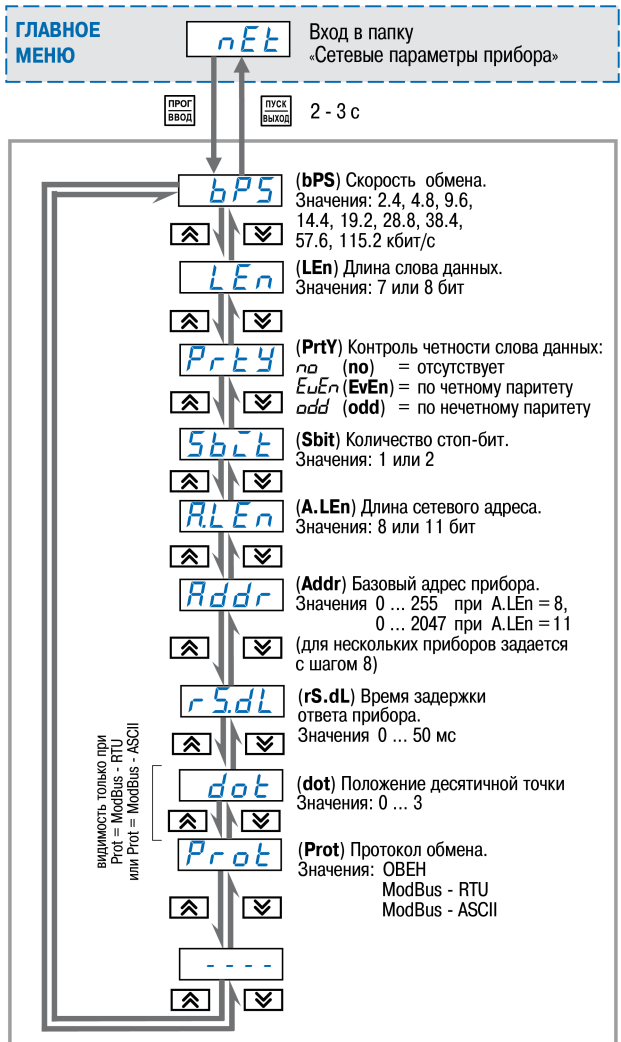 ГЛАВНОЕ
МЕНЮ
nEt
Вход в папку
«Сетевые параметры прибора»
ПРОГ
ВВОД
ПУСК
ВЫХОД
2 - 3 с
bPS
(bPS) Скорость обмена.
Значения: 2.4, 4.8, 9.6,
14.4, 19.2, 28.8, 38.4,
57.6, 115.2 кбит/с
LEn
(LEn) Длина слова данных.
Значения: 7 или 8 бит
PrtY
(PrtY) Контроль четности слова данных:
no (no) = отсутствует
EvEn (EvEn) = по четному паритету
odd (odd) = по нечетному паритету
Sbit
(Sbit) Количество стоп-бит.
Значения: 1 или 2
A.LEn
(A.LEn) Длина сетевого адреса.
Значения: 8 или 11 бит
Addr
(Addr) Базовый адрес прибора.
Значения 0 ... 255 при A.LEn = 8,
0 ... 2047 при A.LEn = 11
(для нескольких приборов задается
с шагом 8)
rS.dL
(rS.dL) Время задержки
ответа прибора.
Значения 0 ... 50 мс
видимость только при
Prot = ModBus - RTU
или Prot = ModBus - ASCII
dot
(dot) Положение десятичной точки
Значения: 0 ... 3
Prot
(Prot) Протокол обмена.
Значения: ОВЕН
ModBus - RTU
ModBus - ASCII
- - - -